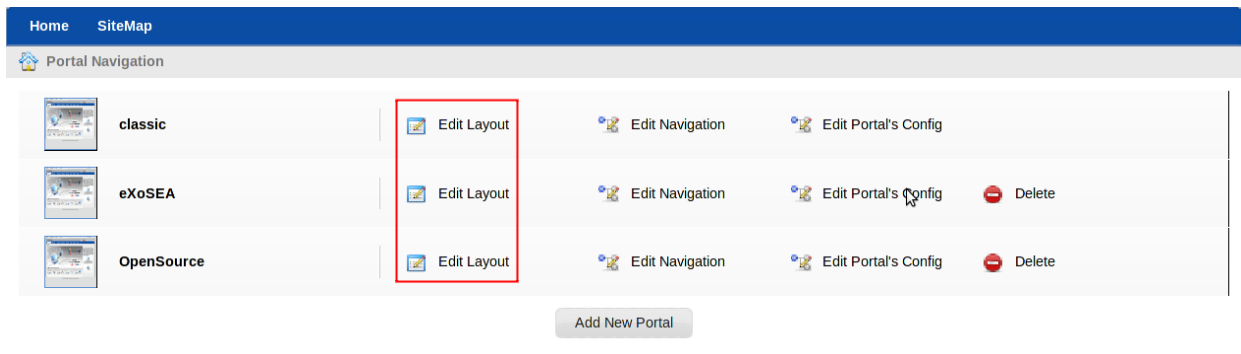 Home SiteMap
Portal Navigation
classic Edit Layout Edit Navigation Edit Portal's Config
eXoSEA Edit Layout Edit Navigation Edit Portal's Config Delete
OpenSource Edit Layout Edit Navigation Edit Portal's Config Delete
Add New Portal